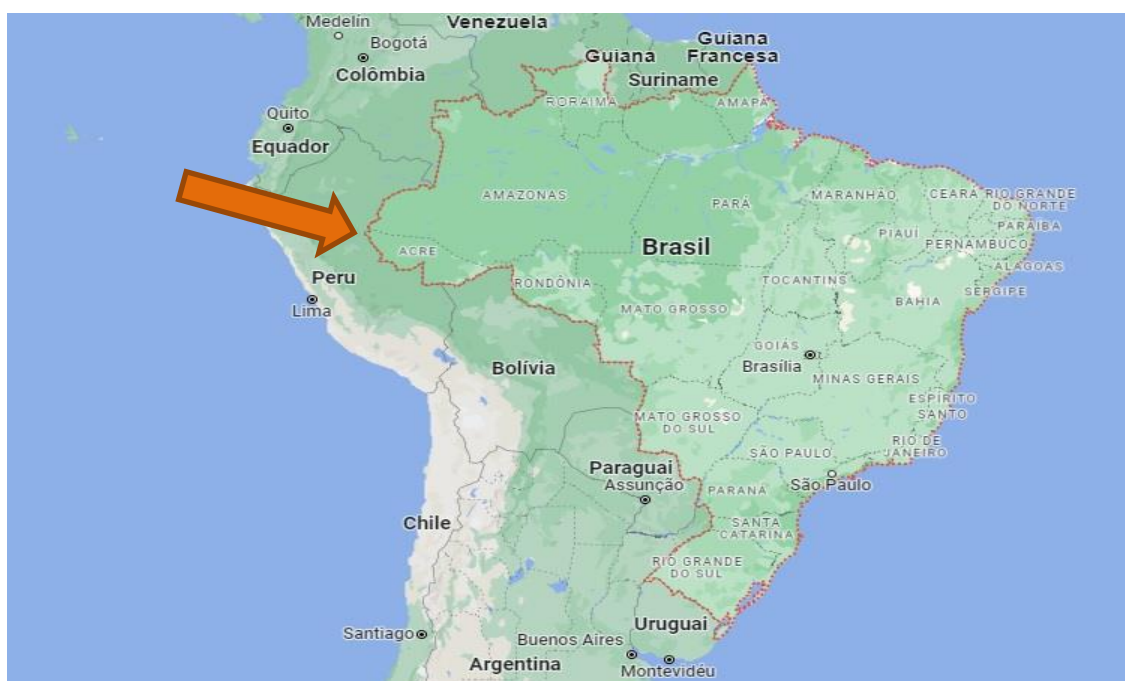 Medelín
Venezuela
Bogotá
Colômbia
Guiana
Guiana
Francesa
Suriname
RORAIMA
AMAPÁ
Quito
Equador
AMAZONAS
PARÁ
MARANHÃO
CEARÁ
RIO GRANDE
DO NORTE
PARAÍBA
PIAUÍ
PERNAMBUCO
ACRE
Brasil
ALAGOAS
Peru
RONDÔNIA
TOCANTINS
SERGIPE
Lima
MATO GROSSO
BAHIA
GOIÁS
Brasília
Bolívia
MINAS GERAIS
ESPÍRITO
SANTO
MATO GROSSO
DO SUL
RIO DE
JANEIRO
SÃO PAULO
Paraguai
Assunção
PARANÁ
São Paulo
Chile
SANTA
CATARINA
RIO GRANDE
DO SUL
Santiago
Uruguai
Buenos Aires
Argentina
Montevidéu